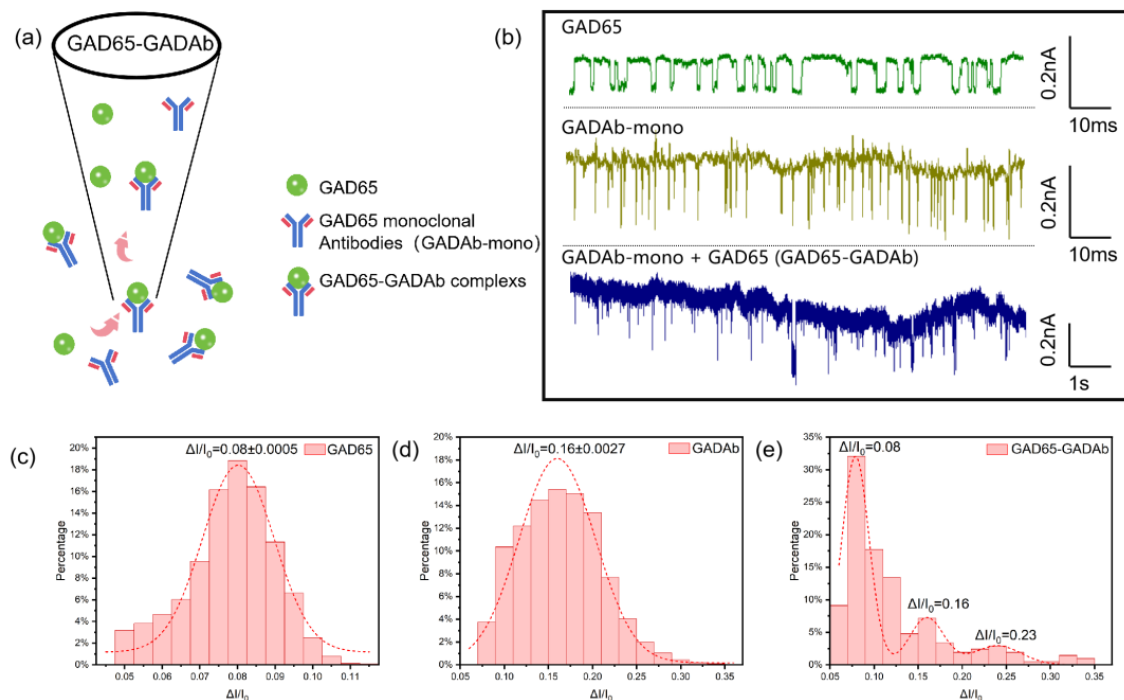 (a)
GAD65-GADAb
GAD65
GAD65 monoclonal
Antibodies（GADAb-mono）
GAD65-GADAb complexs
(b)
GAD65
0.2nA
10ms
GADAb-mono
0.2nA
10ms
GADAb-mono + GAD65 (GAD65-GADAb)
0.2nA
1s
(c)
ΔI/I₀=0.08±0.0005
GAD65
Percentage
20%
18%
16%
14%
12%
10%
8%
6%
4%
2%
0%
0.05 0.06 0.07 0.08 0.09 0.10 0.11
ΔI/I₀
(d)
ΔI/I₀=0.16±0.0027
GADAb
Percentage
20%
18%
16%
14%
12%
10%
8%
6%
4%
2%
0%
0.05 0.10 0.15 0.20 0.25 0.30 0.35
ΔI/I₀
(e)
ΔI/I₀=0.08
GAD65-GADAb
ΔI/I₀=0.16
ΔI/I₀=0.23
Percentage
35%
30%
25%
20%
15%
10%
5%
0%
0.05 0.10 0.15 0.20 0.25 0.30 0.35
ΔI/I₀